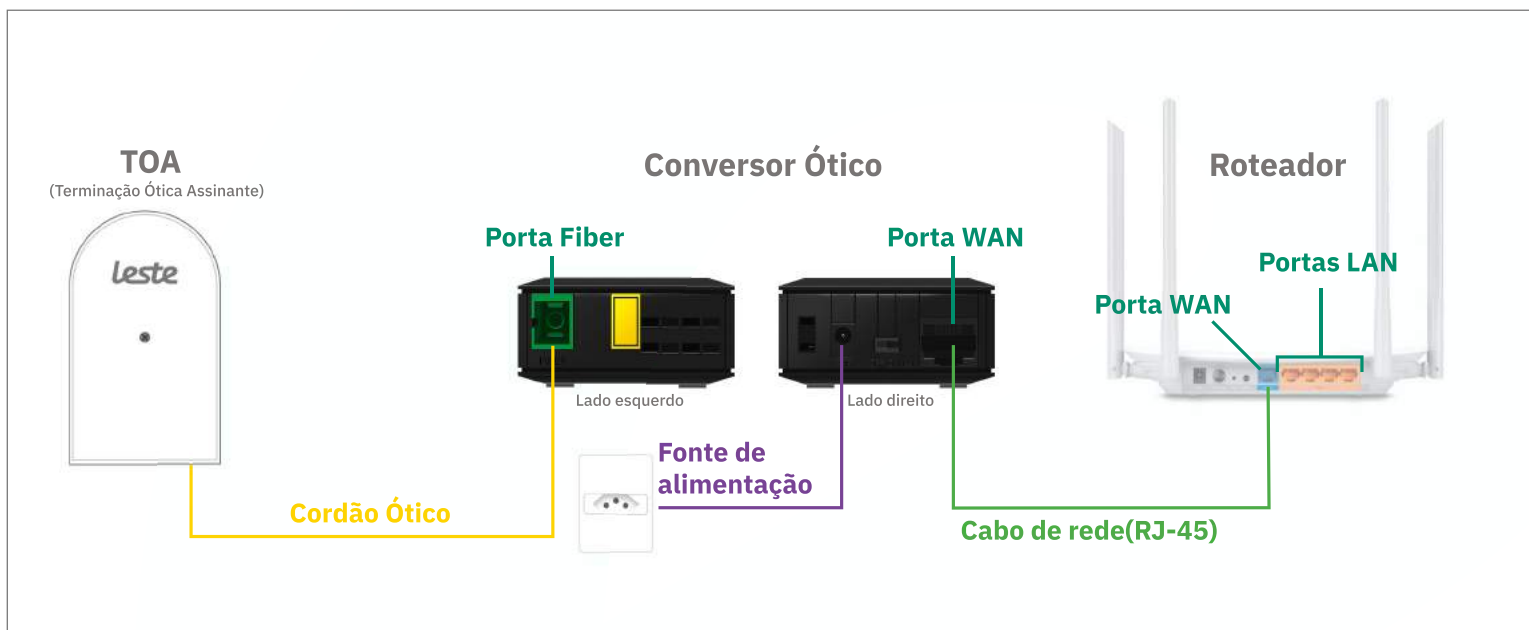 TOA
(Terminação Ótica Assinante)
leste
Conversor Ótico
Roteador
Porta Fiber
Porta WAN
Portas LAN
Porta WAN
Lado esquerdo
Lado direito
Fonte de
alimentação
Cordão Ótico
Cabo de rede(RJ-45)